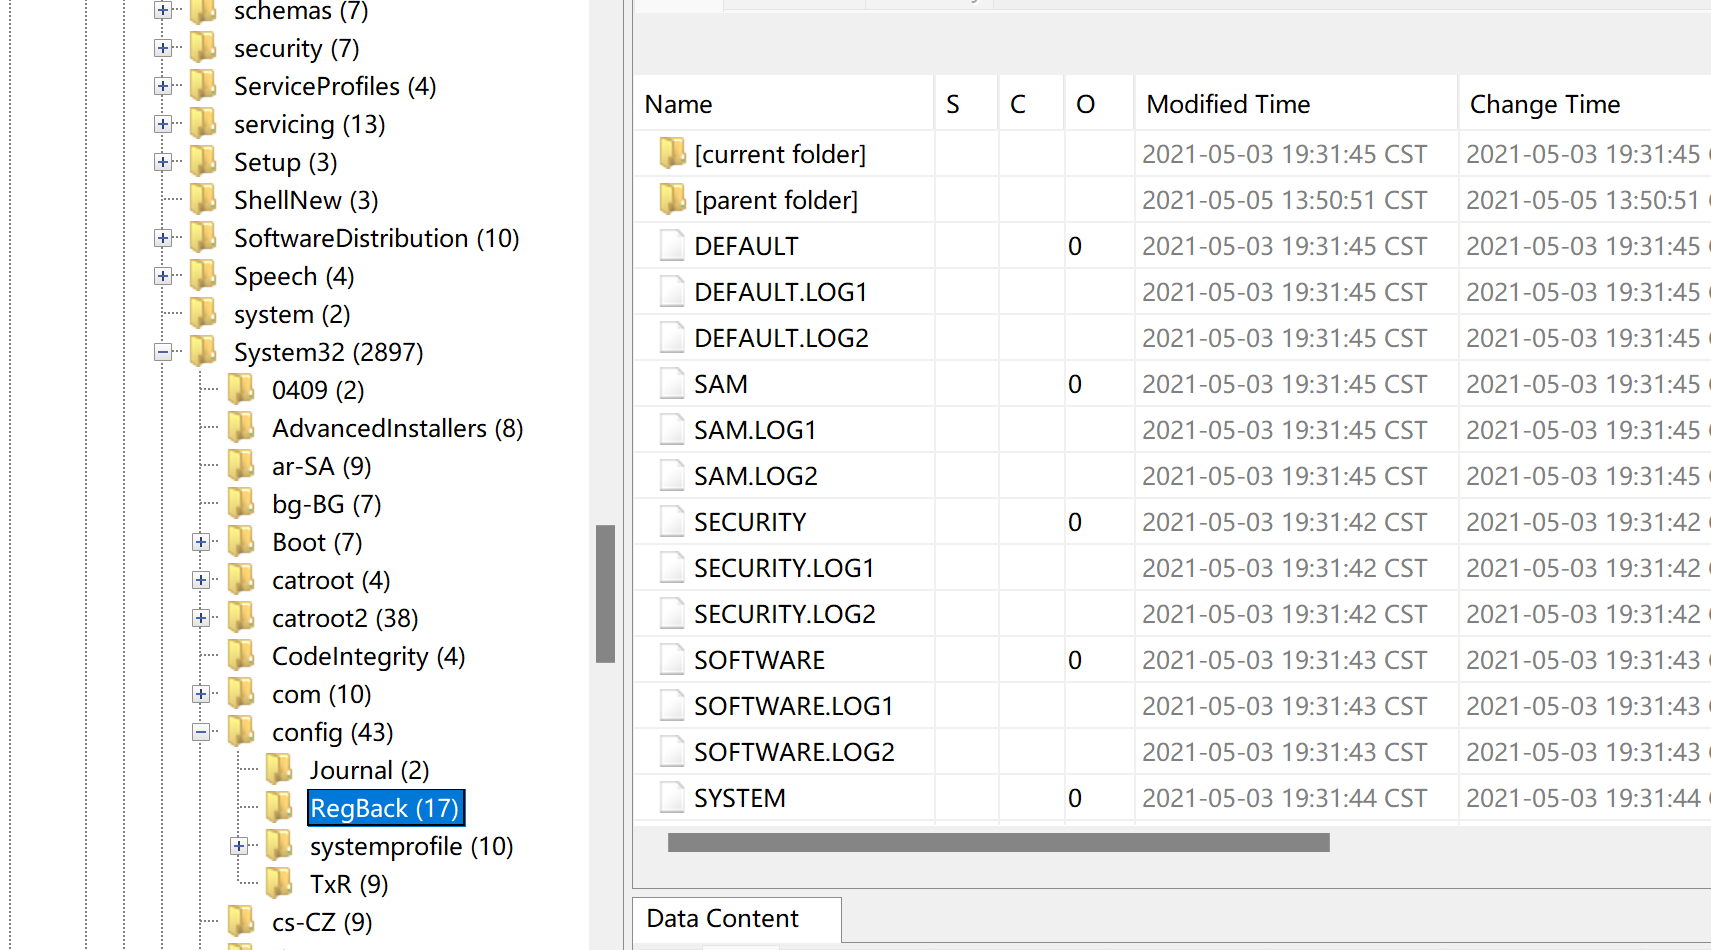 schemas (7)
security (7)
ServiceProfiles (4)
servicing (13)
Setup (3)
ShellNew (3)
SoftwareDistribution (10)
Speech (4)
system (2)
System32 (2897)
0409 (2)
AdvancedInstallers (8)
ar-SA (9)
bg-BG (7)
Boot (7)
catroot (4)
catroot2 (38)
CodeIntegrity (4)
com (10)
config (43)
Journal (2)
RegBack (17)
systemprofile (10)
TxR (9)
cs-CZ (9)
Name S C O Modified Time Change Time
[current folder] 2021-05-03 19:31:45 CST 2021-05-03 19:31:45
[parent folder] 2021-05-05 13:50:51 CST 2021-05-05 13:50:51
DEFAULT 0 2021-05-03 19:31:45 CST 2021-05-03 19:31:45
DEFAULT.LOG1 2021-05-03 19:31:45 CST 2021-05-03 19:31:45
DEFAULT.LOG2 2021-05-03 19:31:45 CST 2021-05-03 19:31:45
SAM 0 2021-05-03 19:31:45 CST 2021-05-03 19:31:45
SAM.LOG1 2021-05-03 19:31:45 CST 2021-05-03 19:31:45
SAM.LOG2 2021-05-03 19:31:45 CST 2021-05-03 19:31:45
SECURITY 0 2021-05-03 19:31:42 CST 2021-05-03 19:31:42
SECURITY.LOG1 2021-05-03 19:31:42 CST 2021-05-03 19:31:42
SECURITY.LOG2 2021-05-03 19:31:42 CST 2021-05-03 19:31:42
SOFTWARE 0 2021-05-03 19:31:43 CST 2021-05-03 19:31:43
SOFTWARE.LOG1 2021-05-03 19:31:43 CST 2021-05-03 19:31:43
SOFTWARE.LOG2 2021-05-03 19:31:43 CST 2021-05-03 19:31:43
SYSTEM 0 2021-05-03 19:31:44 CST 2021-05-03 19:31:44
Data Content